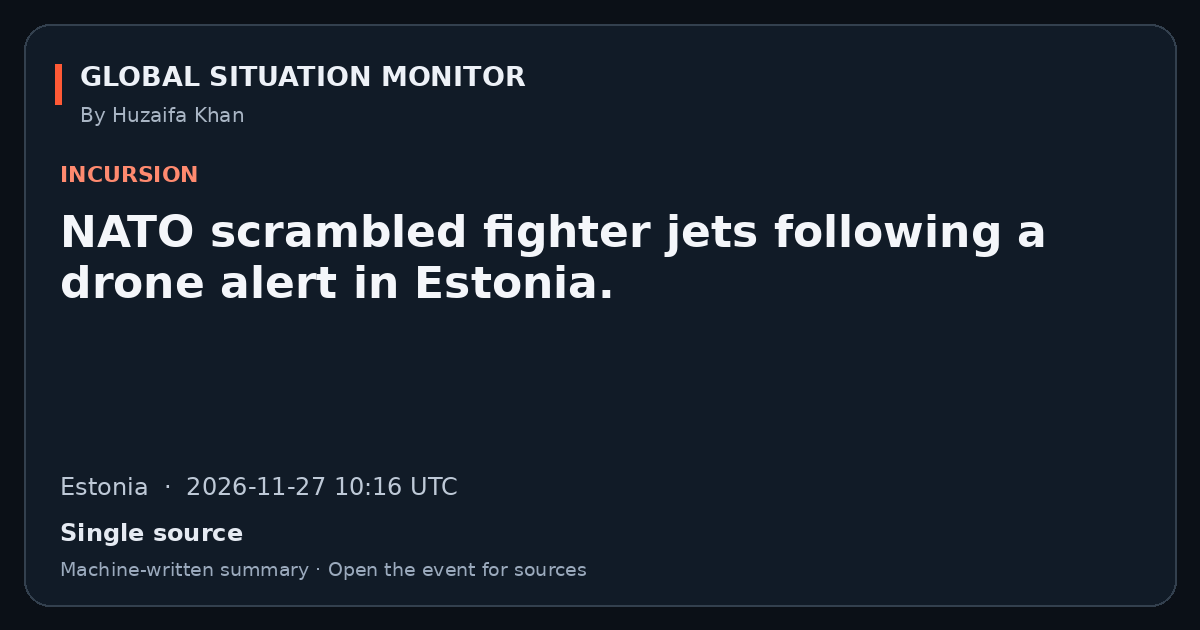 GLOBAL SITUATION MONITOR
By Huzaifa Khan
INCURSION
NATO scrambled fighter jets following a
drone alert in Estonia.
Estonia · 2026-11-27 10:16 UTC
Single source
Machine-written summary · Open the event for sources